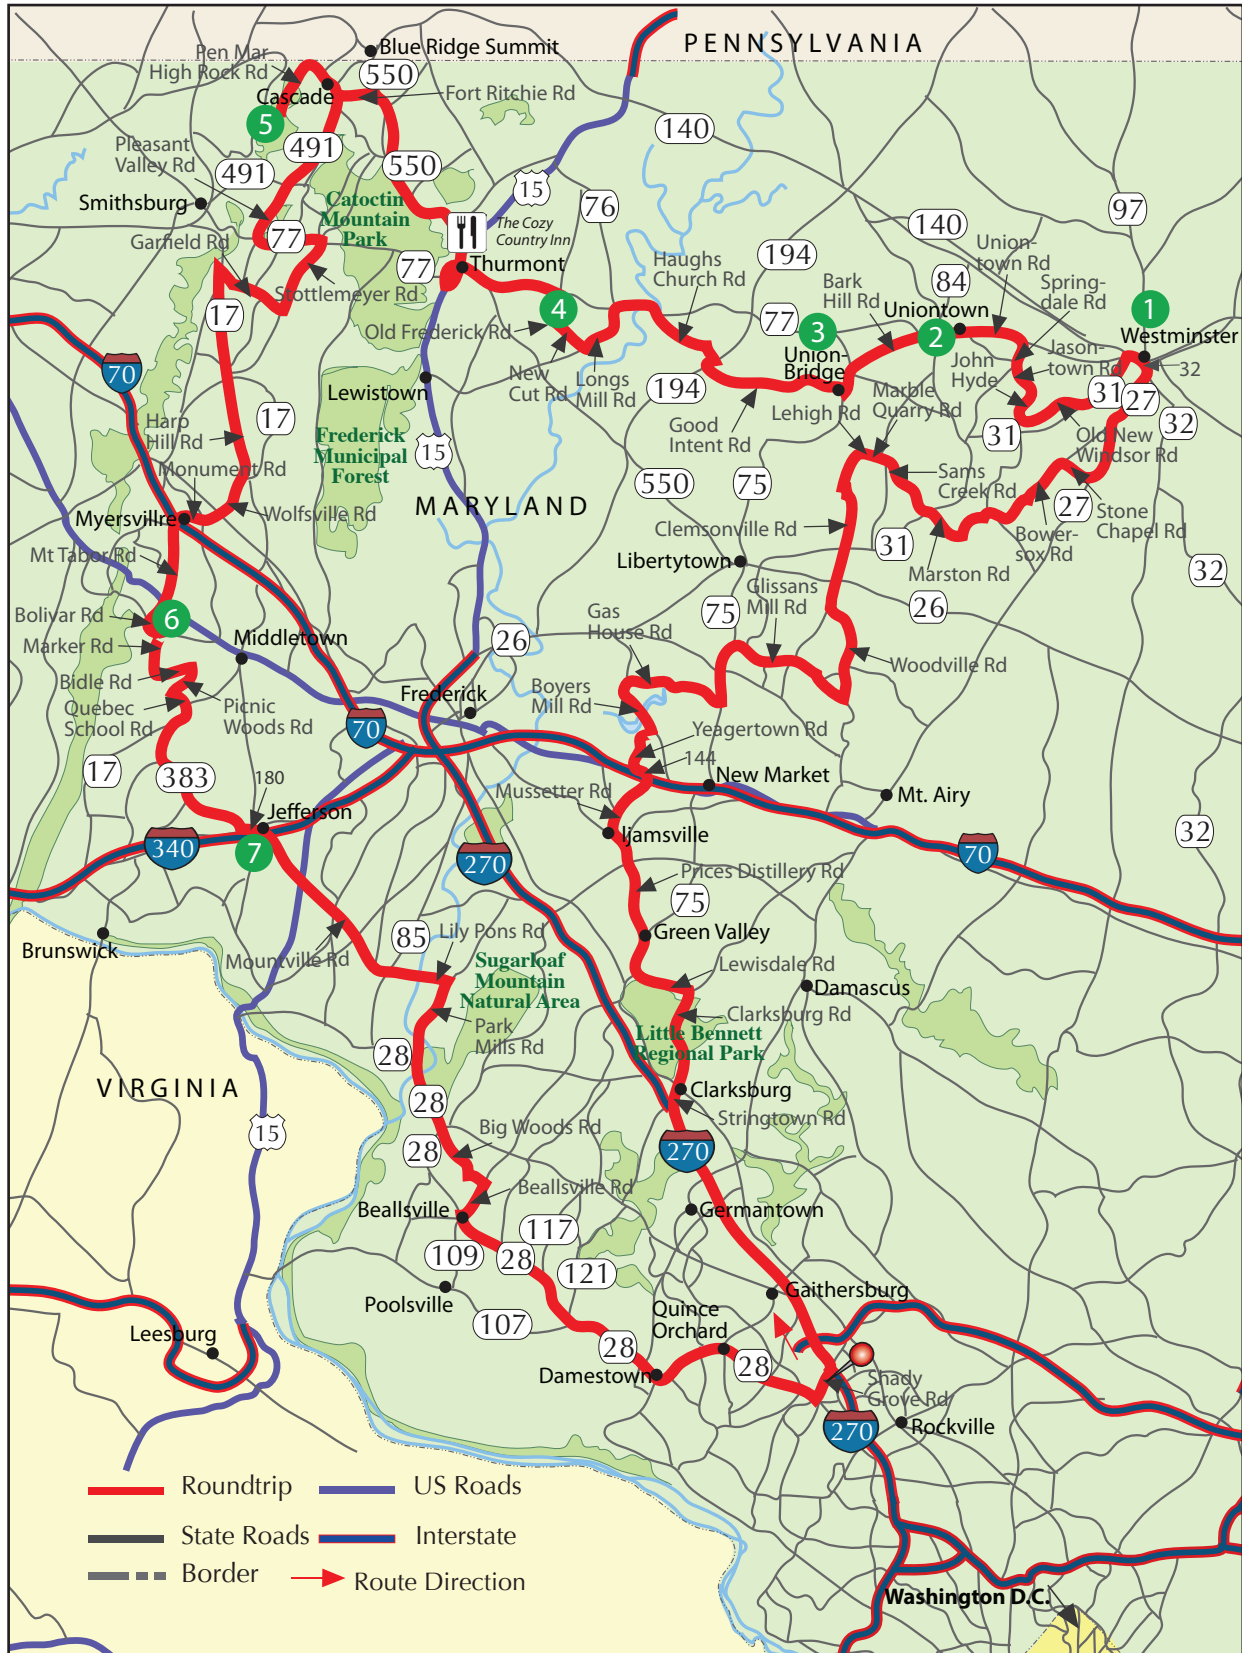 PENNSYLVANIA
Blue Ridge Summit
Pen Mar
High Rock Rd
550
Cascade
Fort Ritchie Rd
5
140
Pleasant
Valley Rd
491
491
550
15
Smithsburg
Catoctin
Mountain
Park
76
97
The Cozy
Country Inn
140
Garfield Rd
77
194
Union-
town Rd
77
Thurmont
Haughs
Church Rd
84
Spring-
dale Rd
Stottlemeyer Rd
Bark
Hill Rd
17
4
77
3
Uniontown
2
1
Old Frederick Rd
Westminster
70
Union-
Bridge
John
Hyde
Jason-
town Rd
32
New
Cut Rd
Longs
Mill Rd
194
Lewistown
Marble
Quarry Rd
31
27
Lehigh Rd
17
Harp
Hill Rd
Good
Intent Rd
31
32
Frederick
Municipal
Forest
15
Old New
Windsor Rd
Monument Rd
550
75
Sams
Creek Rd
MARYLAND
27
Myersvillre
Wolfsville Rd
Clemsonville Rd
Stone
Chapel Rd
Bower-
sox Rd
31
Mt Tabor Rd
Libertytown
Marston Rd
32
Glissans
Mill Rd
26
Bolivar Rd
6
Gas
House Rd
75
Marker Rd
Middletown
26
Woodville Rd
Bidle Rd
Frederick
Boyers
Mill Rd
Quebec
School Rd
Picnic
Woods Rd
70
Yeagertown Rd
144
17
383
180
New Market
Mussetter Rd
Mt. Airy
Jefferson
Ijamsville
32
340
7
270
70
Prices Distillery Rd
75
Brunswick
85
Lily Pons Rd
Green Valley
Mountville Rd
Sugarloaf
Mountain
Natural Area
Lewisdale Rd
Damascus
Clarksburg Rd
Park
Mills Rd
Little Bennett
Regional Park
28
VIRGINIA
28
Clarksburg
Stringtown Rd
15
28
Big Woods Rd
270
Beallsville Rd
Beallsville
Germantown
117
109
28
121
Poolsville
Gaithersburg
107
Quince
Orchard
Leesburg
28
28
Damestown
Shady
Grove Rd
270
Rockville
Roundtrip
US Roads
State Roads
Interstate
Border
Route Direction
Washington D.C.